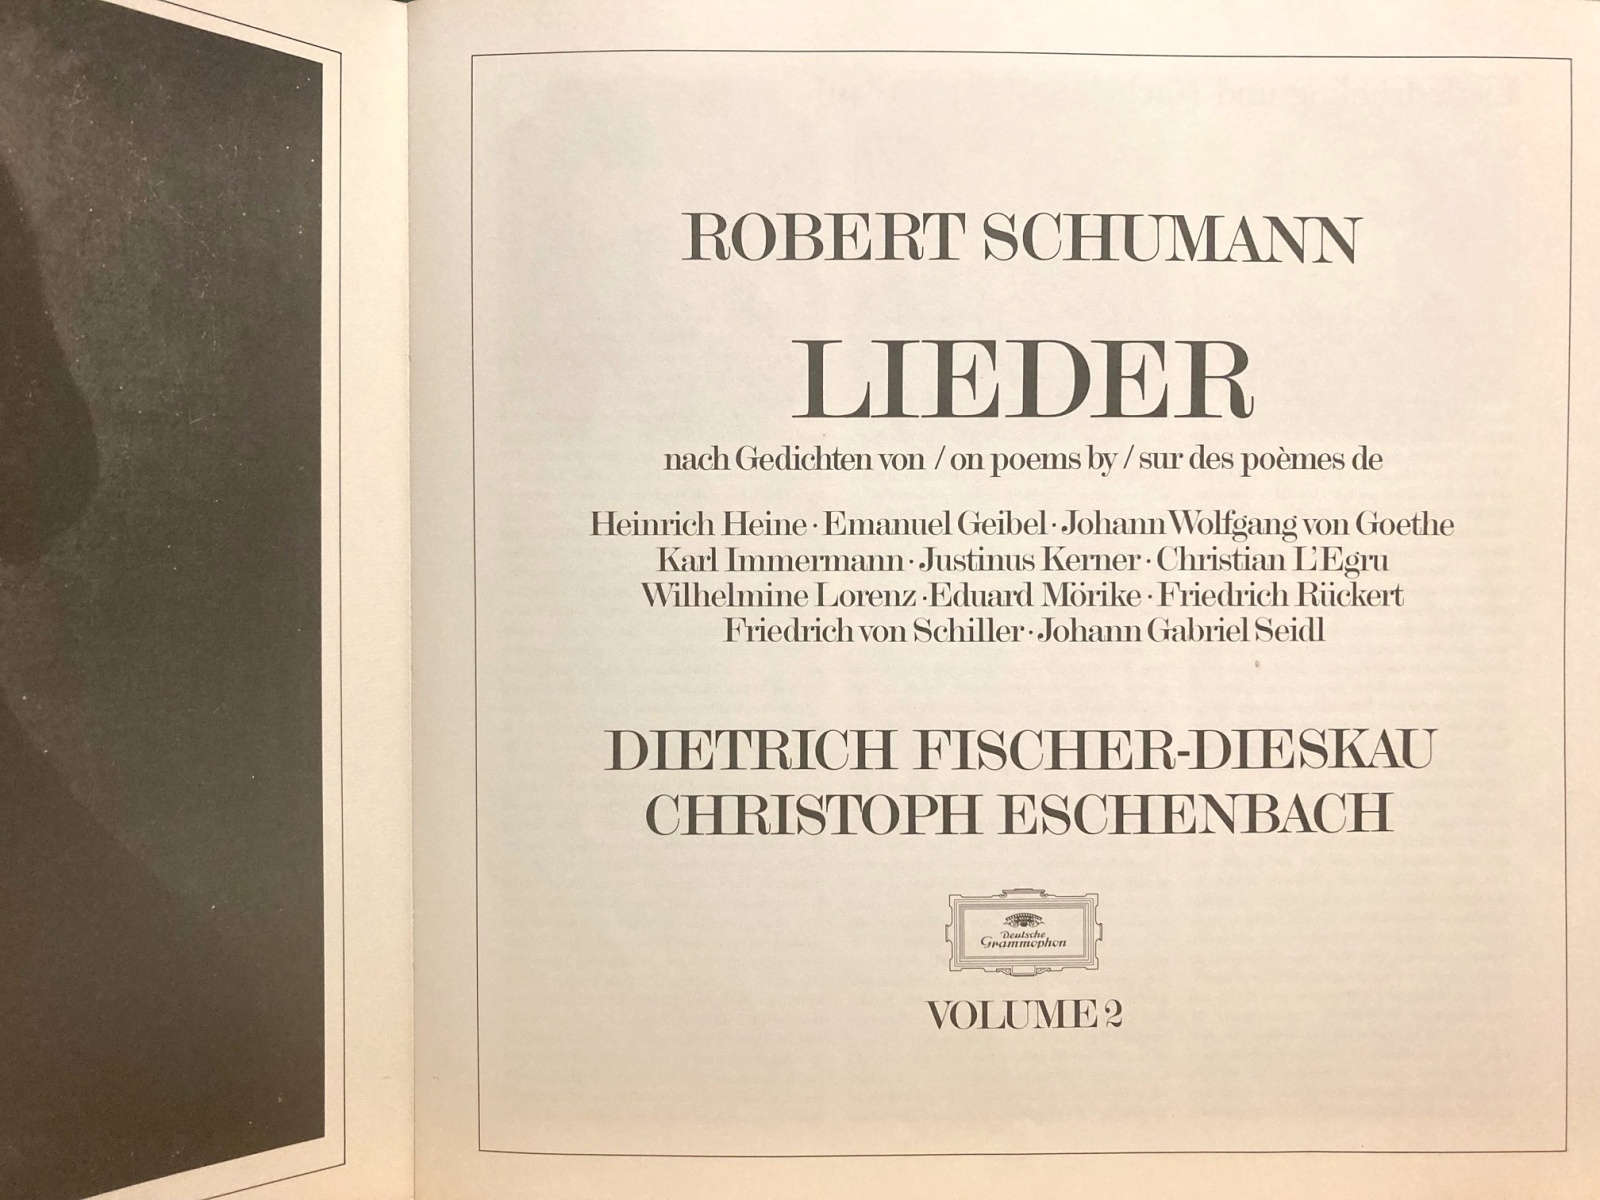 ROBERT SCHUMANN
LIEDER
nach Gedichten von / on poems by / sur des poèmes de
Heinrich Heine · Emanuel Geibel · Johann Wolfgang von Goethe
Karl Immermann · Justinus Kerner · Christian L'Egru
Wilhelmine Lorenz · Eduard Mörike · Friedrich Rückert
Friedrich von Schiller · Johann Gabriel Seidl
DIETRICH FISCHER-DIESKAU
CHRISTOPH ESCHENBACH
Deutsche
Grammophon
VOLUME 2